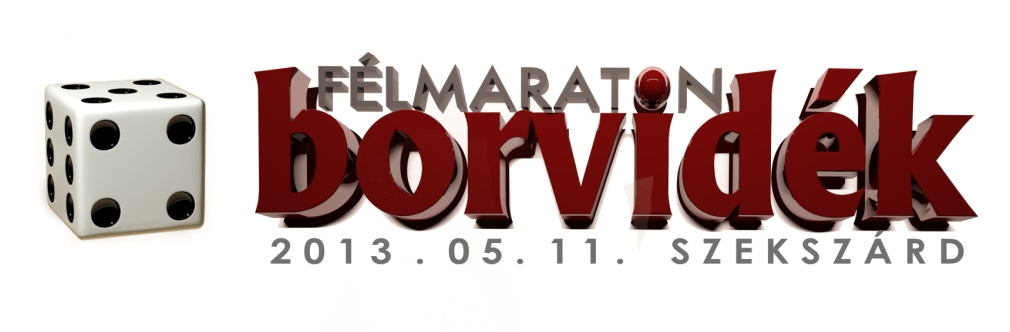 FÉLMARATON
borvidék
2013.05.11. SZEKSZÁRD